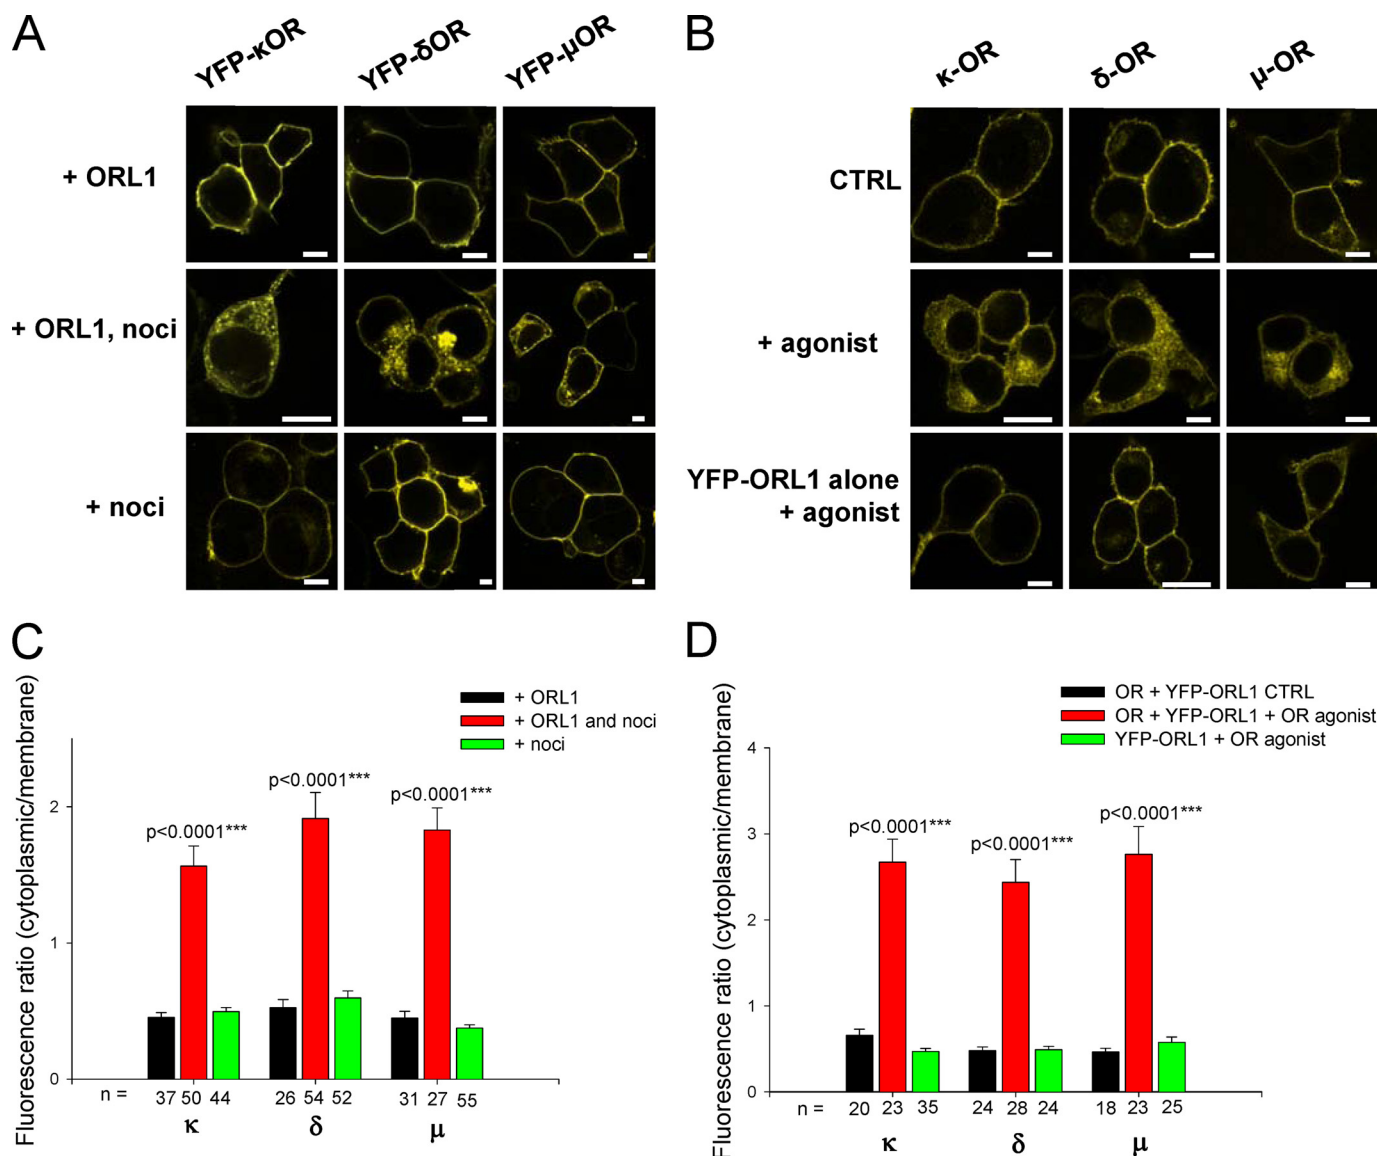 A
YFP-κOR
YFP-δOR
YFP-μOR
+ ORL1
+ ORL1, noci
+ noci
B
κ-OR
δ-OR
μ-OR
CTRL
+ agonist
YFP-ORL1 alone
+ agonist
C
+ ORL1
+ ORL1 and noci
+ noci
Fluorescence ratio (cytoplasmic/membrane)
2
1
0
p<0.0001***
p<0.0001***
p<0.0001***
n = 37 50 44 26 54 52 31 27 55
κ δ μ
D
OR + YFP-ORL1 CTRL
OR + YFP-ORL1 + OR agonist
YFP-ORL1 + OR agonist
Fluorescence ratio (cytoplasmic/membrane)
4
3
2
1
0
p<0.0001***
p<0.0001***
p<0.0001***
n = 20 23 35 24 28 24 18 23 25
κ δ μ